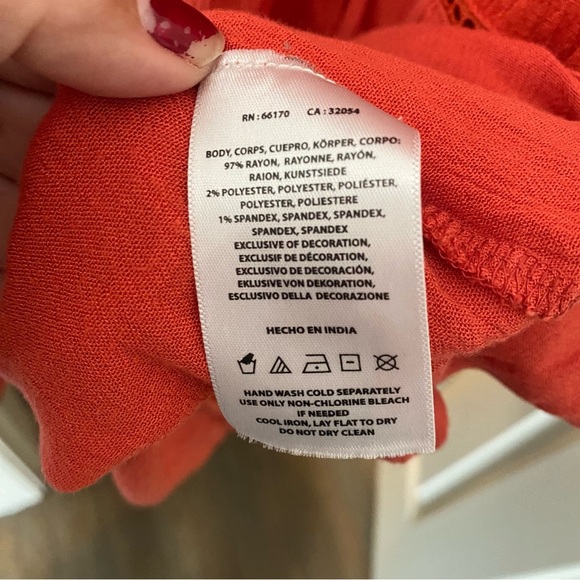 RN : 66170 CA : 32054
BODY, CORPS, CUEPRO, KÖRPER, CORPO:
97% RAYON, RAYONNE, RAYÓN,
RAION, KUNSTSIEDE
2% POLYESTER, POLYESTER, POLIÉSTER,
POLYESTER, POLIESTERE
1% SPANDEX, SPANDEX, SPANDEX,
SPANDEX, SPANDEX
EXCLUSIVE OF DECORATION,
EXCLUSIF DE DÉCORATION,
EXCLUSIVO DE DECORACIÓN,
EKLUSIVE VON DEKORATION,
ESCLUSIVO DELLA DECORAZIONE
HECHO EN INDIA
HAND WASH COLD SEPARATELY
USE ONLY NON-CHLORINE BLEACH
IF NEEDED
COOL IRON, LAY FLAT TO DRY
DO NOT DRY CLEAN